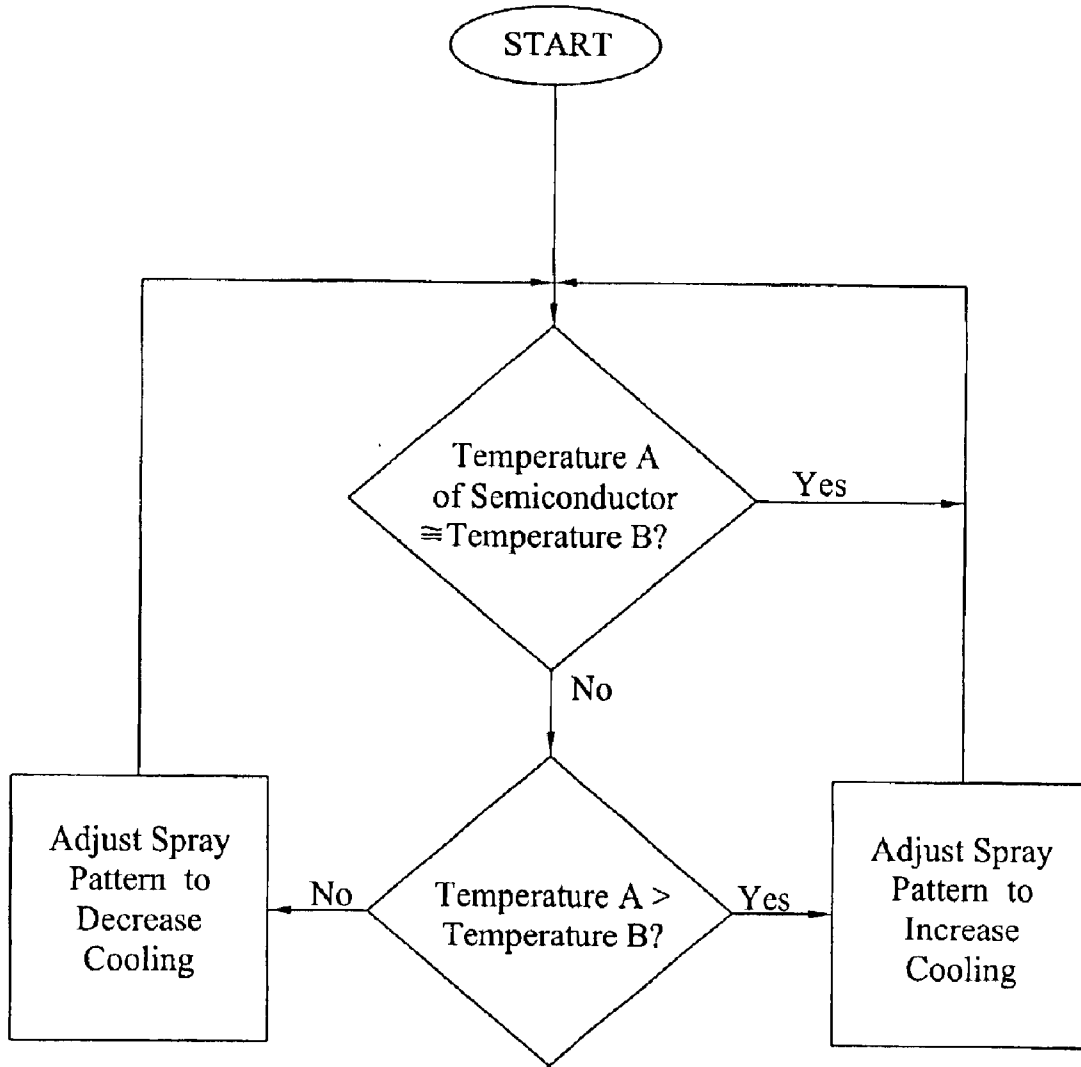 START
Temperature A
of Semiconductor
≅Temperature B?
Yes
No
Adjust Spray
Pattern to
Decrease
Cooling
No
Temperature A >
Temperature B?
Yes
Adjust Spray
Pattern to
Increase
Cooling